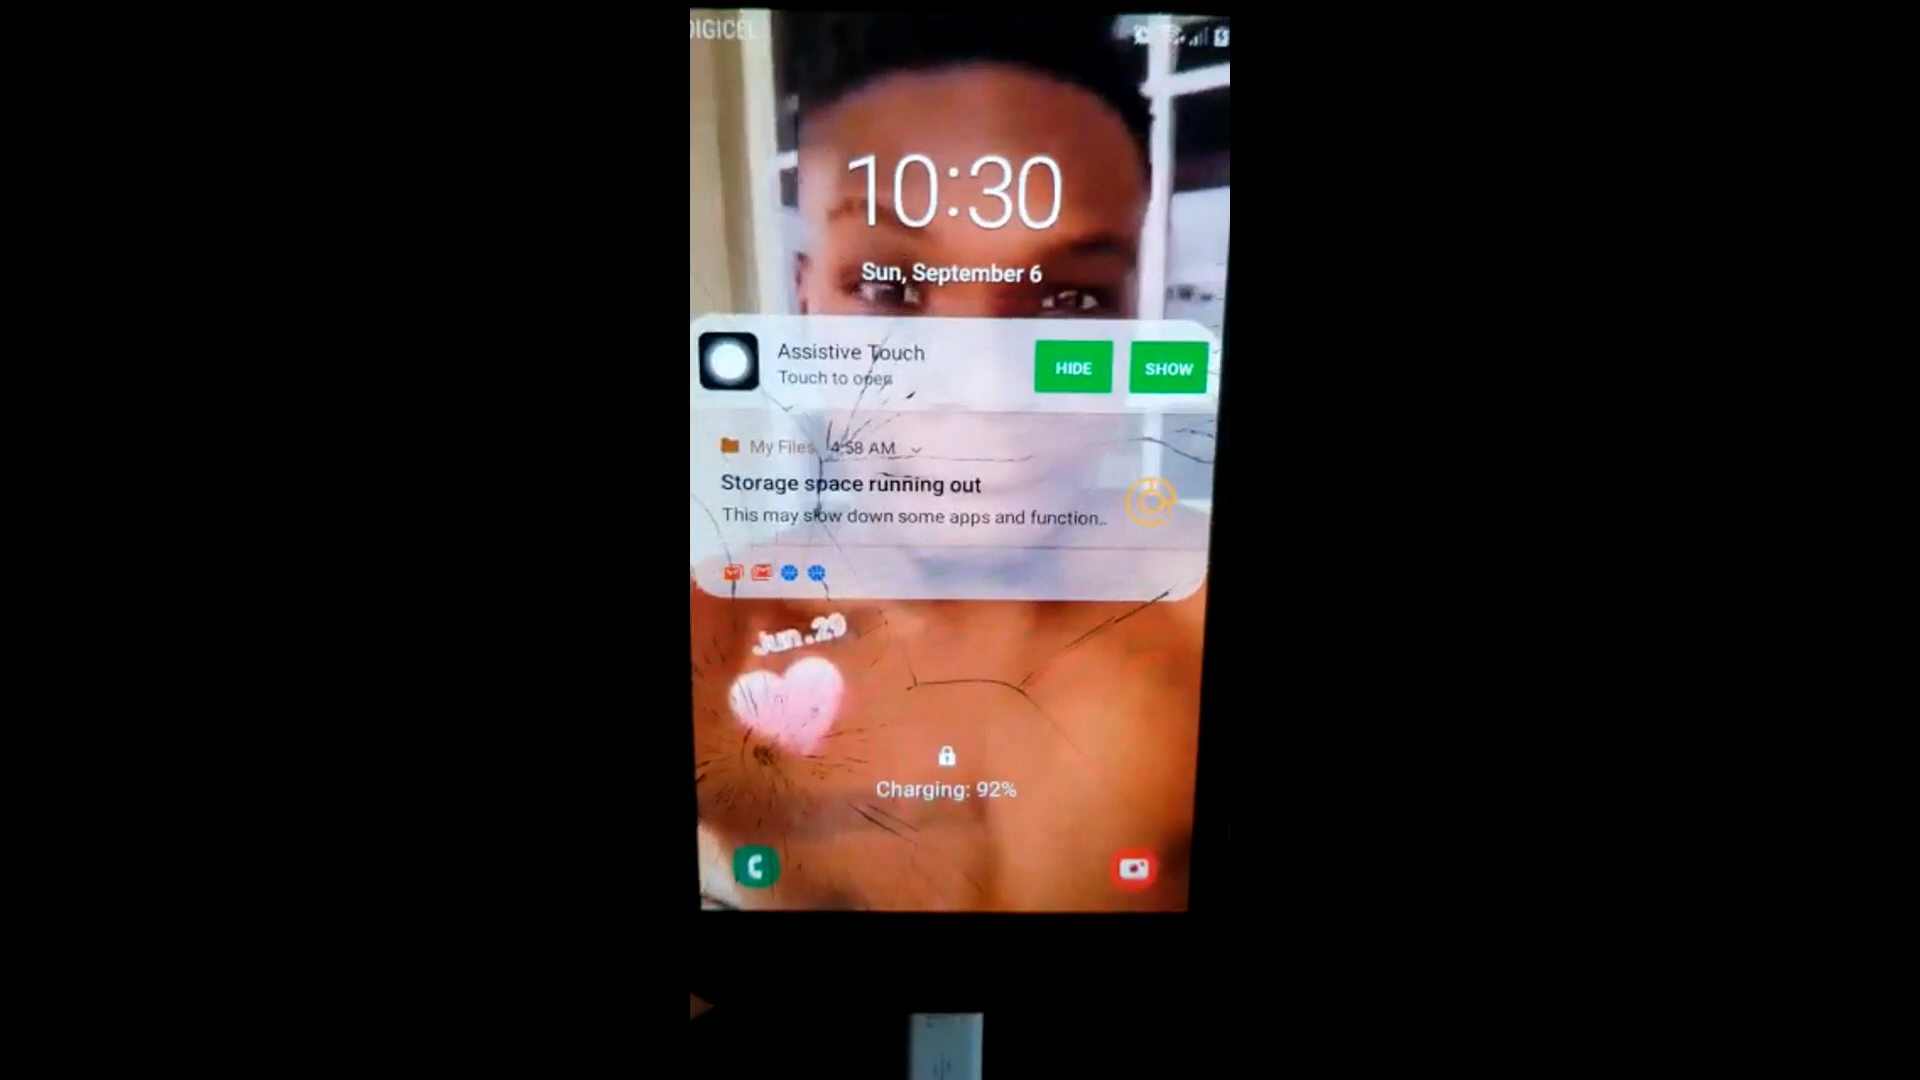 DIGICEL
10:30
Sun, September 6
Assistive Touch
Touch to open
HIDE
SHOW
My Files 4:58 AM
Storage space running out
This may slow down some apps and function..
Jun.29
Charging: 92%